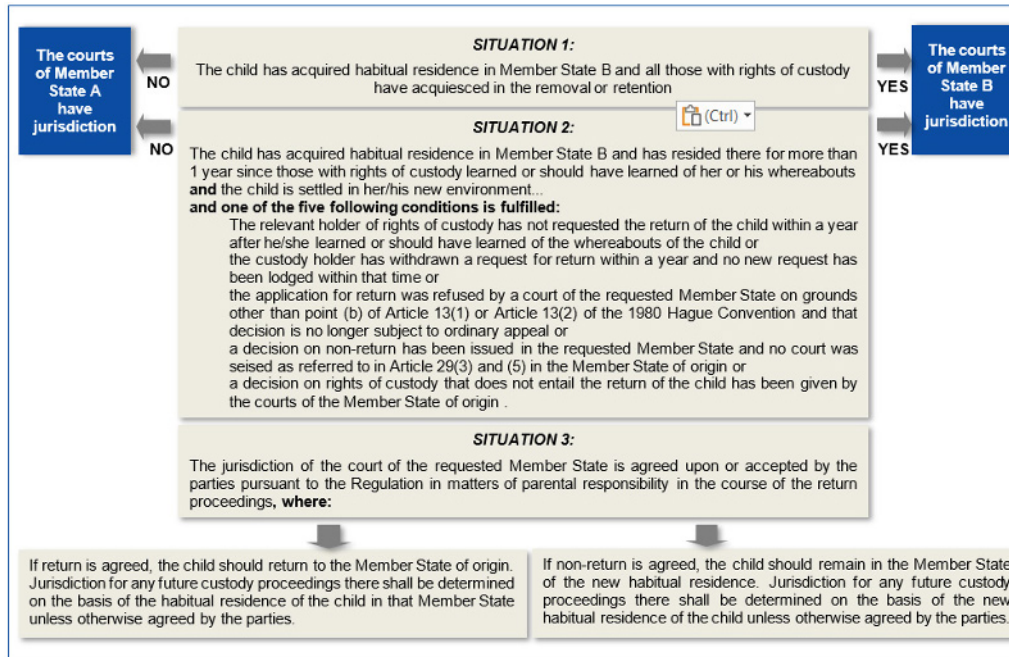 The courts
of Member
State A
have
jurisdiction
NO
NO
SITUATION 1:
The child has acquired habitual residence in Member State B and all those with rights of custody
have acquiesced in the removal or retention
(Ctrl)
SITUATION 2:
The child has acquired habitual residence in Member State B and has resided there for more than
1 year since those with rights of custody learned or should have learned of her or his whereabouts
and the child is settled in her/his new environment...
and one of the five following conditions is fulfilled:
The relevant holder of rights of custody has not requested the return of the child within a year
after he/she learned or should have learned of the whereabouts of the child or
the custody holder has withdrawn a request for return within a year and no new request has
been lodged within that time or
the application for return was refused by a court of the requested Member State on grounds
other than point (b) of Article 13(1) or Article 13(2) of the 1980 Hague Convention and that
decision is no longer subject to ordinary appeal or
a decision on non-return has been issued in the requested Member State and no court was
seised as referred to in Article 29(3) and (5) in the Member State of origin or
a decision on rights of custody that does not entail the return of the child has been given by
the courts of the Member State of origin .
YES
YES
The courts
of Member
State B
have
jurisdiction
SITUATION 3:
The jurisdiction of the court of the requested Member State is agreed upon or accepted by the
parties pursuant to the Regulation in matters of parental responsibility in the course of the return
proceedings, where:
If return is agreed, the child should return to the Member State of origin.
Jurisdiction for any future custody proceedings there shall be determined
on the basis of the habitual residence of the child in that Member State
unless otherwise agreed by the parties.
If non-return is agreed, the child should remain in the Member State
of the new habitual residence. Jurisdiction for any future custody
proceedings there shall be determined on the basis of the new
habitual residence of the child unless otherwise agreed by the parties.